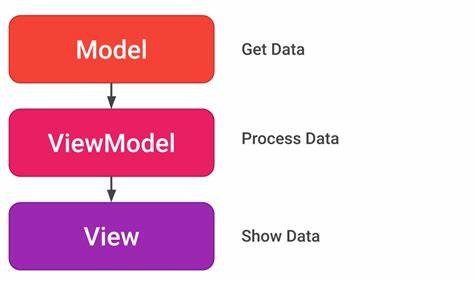 Model
Get Data
ViewModel
Process Data
View
Show Data